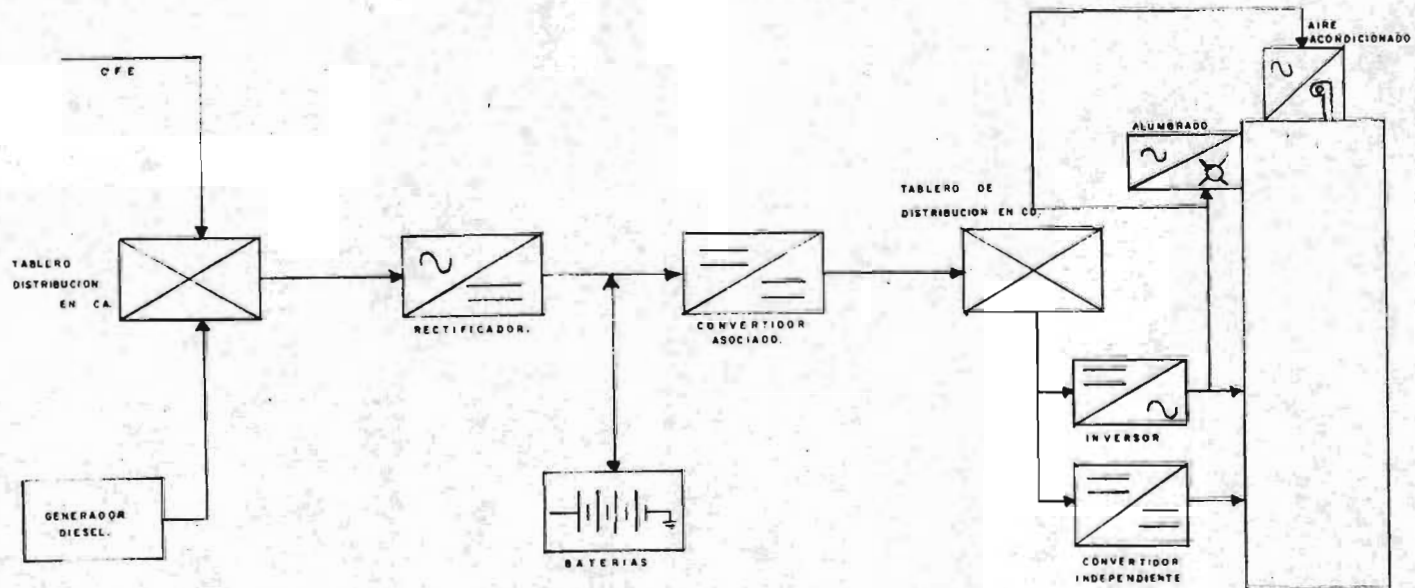 C F E
AIRE
ACONDICIONADO
ALUMBRADO
TABLERO DE
DISTRIBUCION EN CD.
TABLERO
DISTRIBUCION
EN CA.
RECTIFICADOR.
CONVERTIDOR
ASOCIADO.
INVERSOR
GENERADOR
DIESEL.
BATERIAS
CONVERTIDOR
INDEPENDIENTE